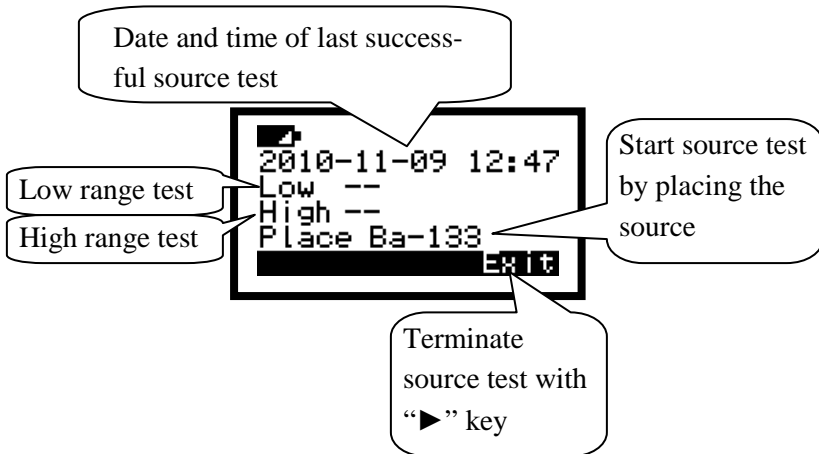 Date and time of last success-
ful source test
2010-11-09 12:47
Low --
High --
Place Ba-133
Exit
Low range test
High range test
Start source test
by placing the
source
Terminate
source test with
“►” key